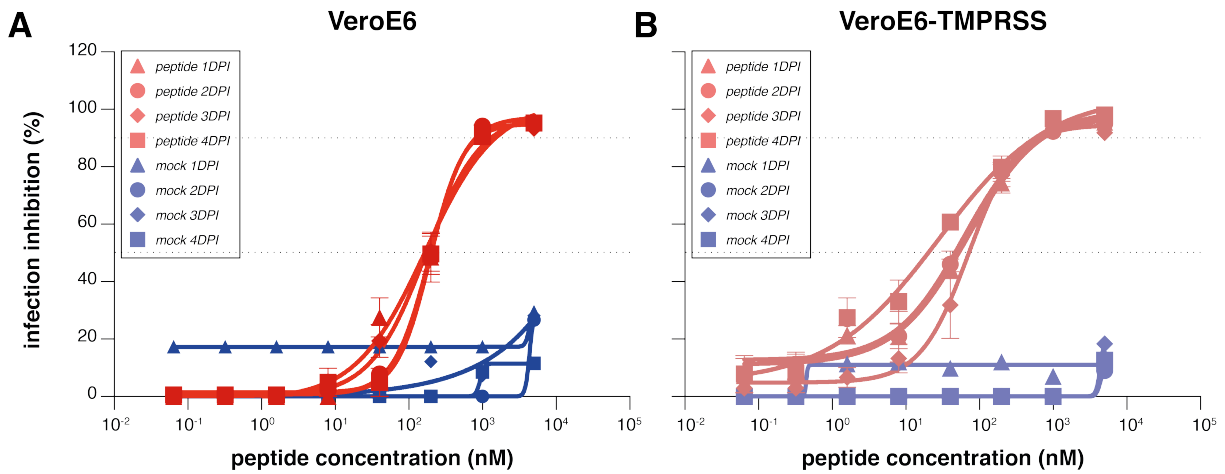 A
VeroE6
infection inhibition (%)
120
100
80
60
40
20
0
peptide 1DPI
peptide 2DPI
peptide 3DPI
peptide 4DPI
mock 1DPI
mock 2DPI
mock 3DPI
mock 4DPI
10-2
10-1
100
101
102
103
104
105
peptide concentration (nM)
B
VeroE6-TMPRSS
peptide 1DPI
peptide 2DPI
peptide 3DPI
peptide 4DPI
mock 1DPI
mock 2DPI
mock 3DPI
mock 4DPI
10-2
10-1
100
101
102
103
104
105
peptide concentration (nM)